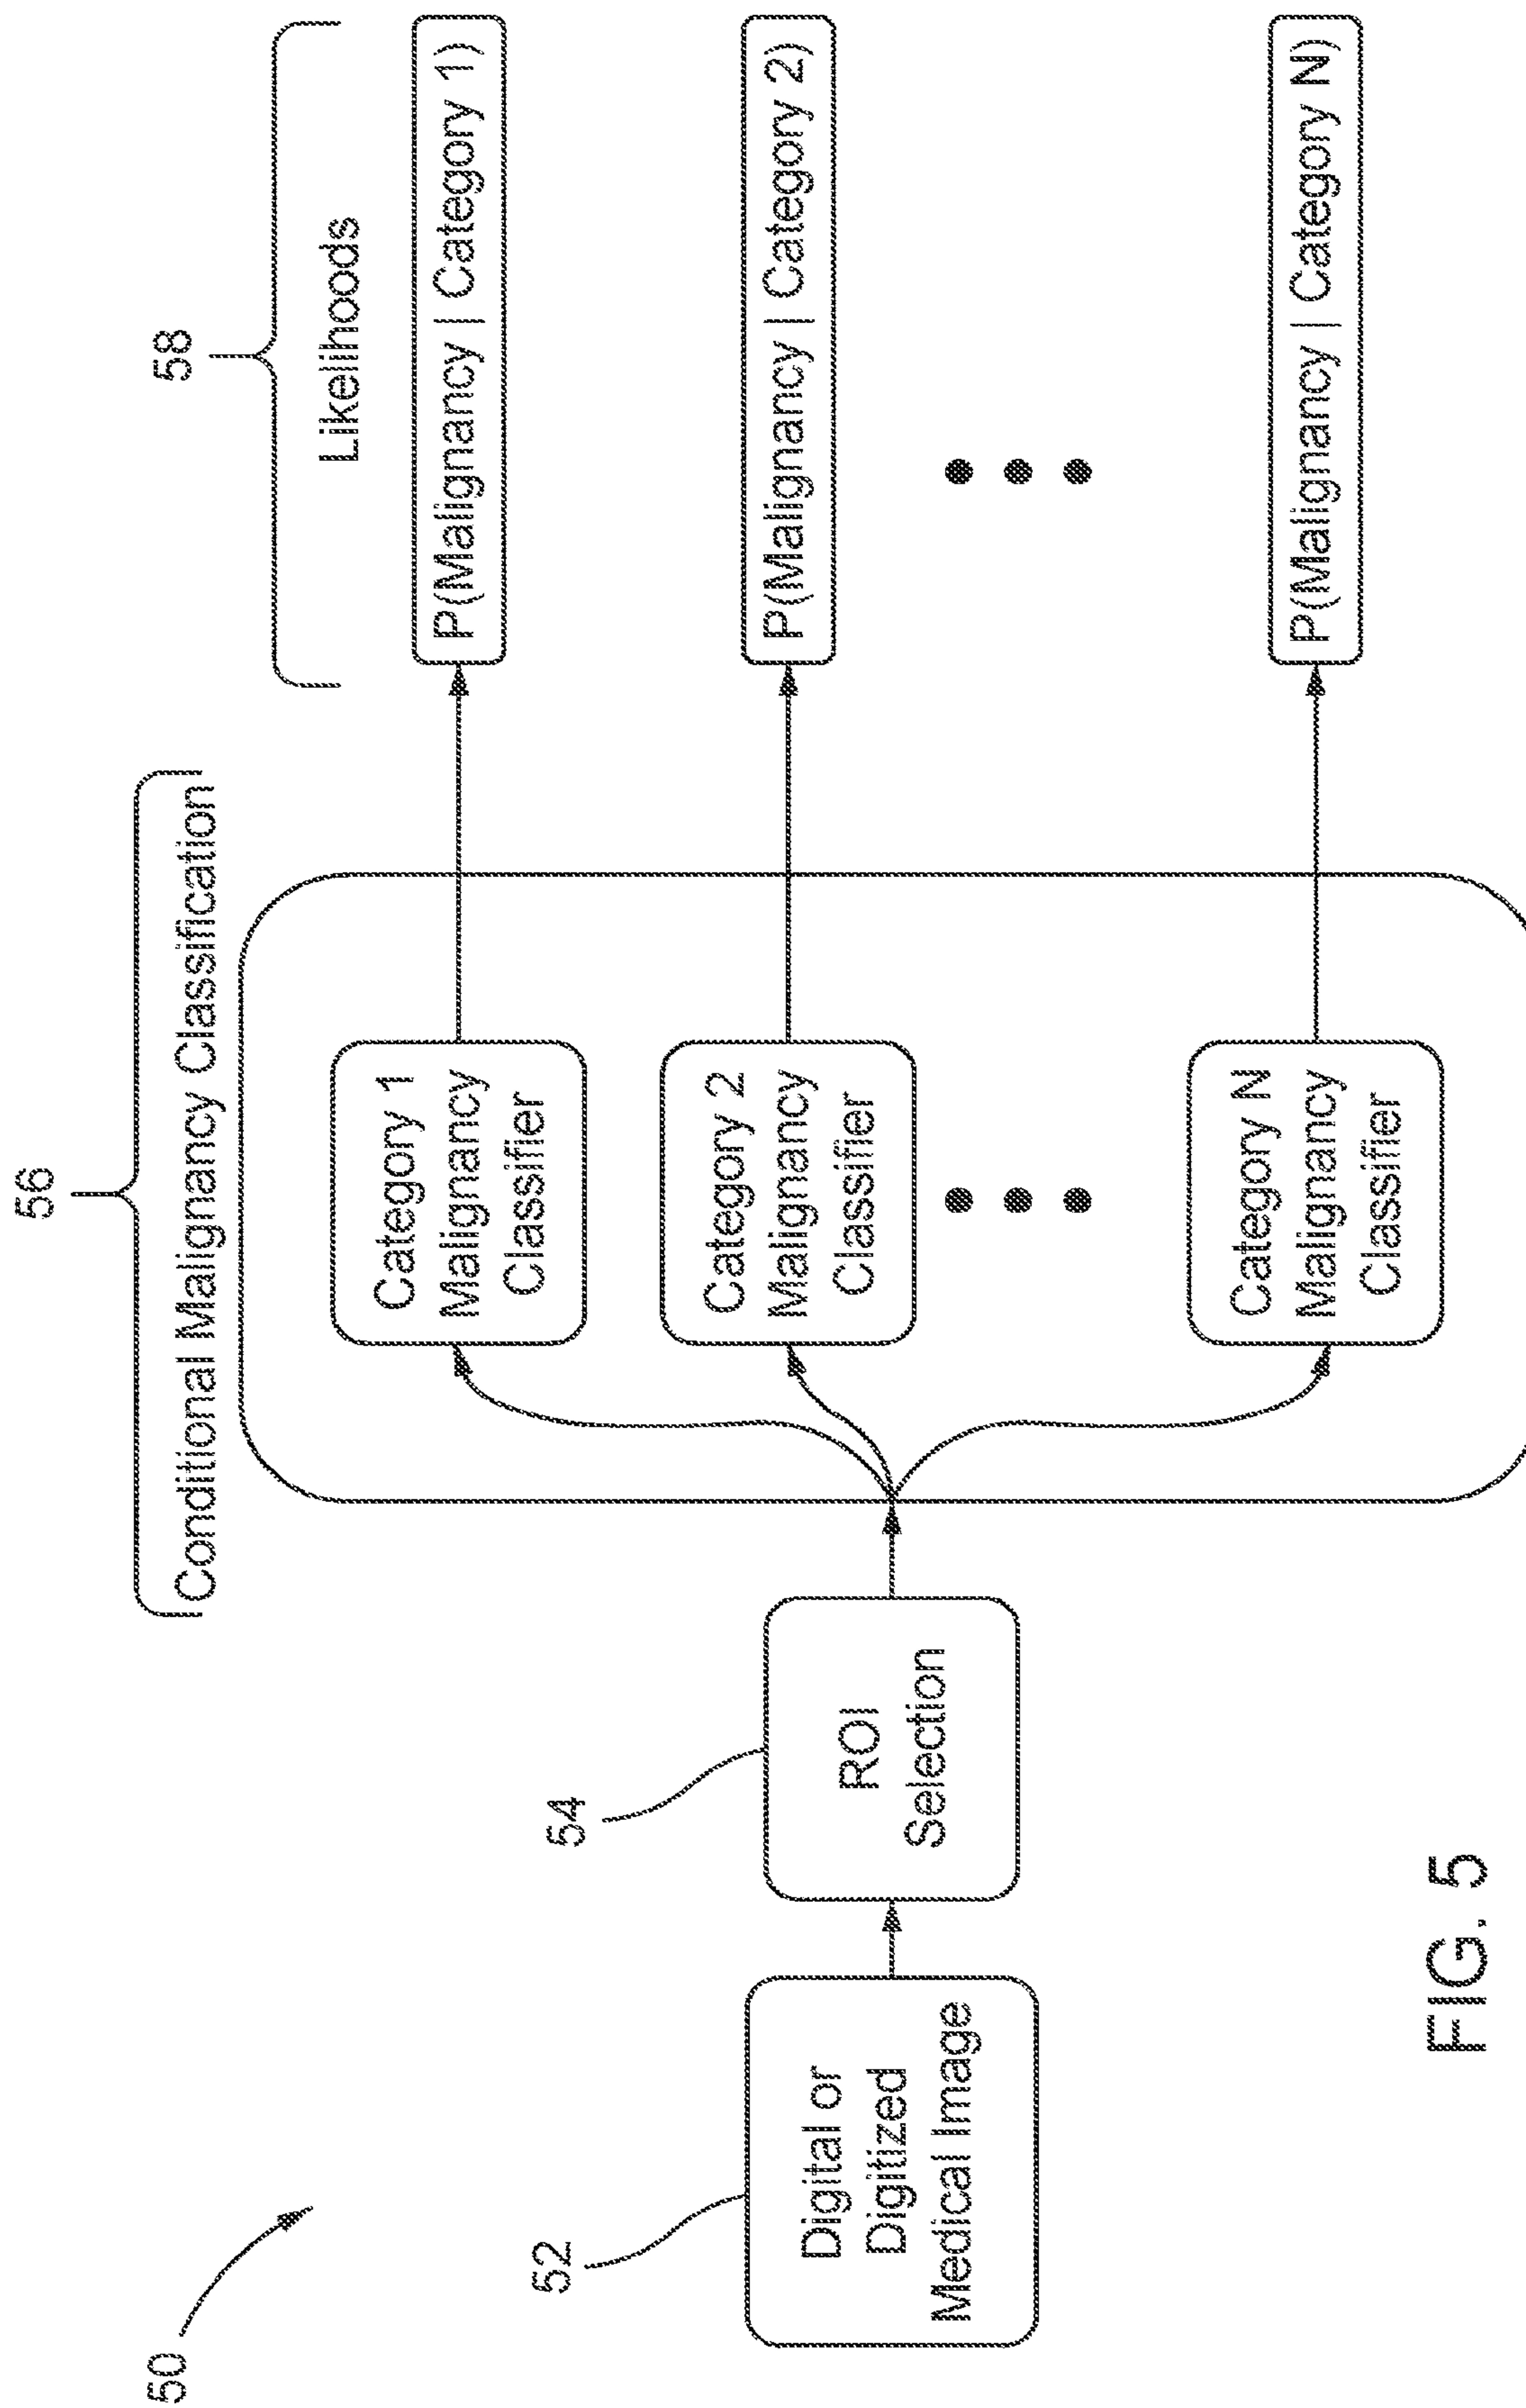 50
52
Digital or
Digitized
Medical Image
54
ROI
Selection
56
Conditional Malignancy Classification
Category 1
Malignancy
Classifier
Category 2
Malignancy
Classifier
Category N
Malignancy
Classifier
58
Likelihoods
P(Malignancy | Category 1)
P(Malignancy | Category 2)
P(Malignancy | Category N)
FIG. 5